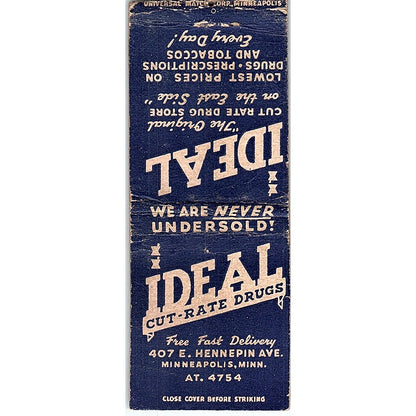 UNIVERSAL MATCH CORP., MINNEAPOLIS
IDEAL
"The Original
CUT RATE DRUG STORE
on the East Side"
LOWEST PRICES ON
DRUGS • PRESCRIPTIONS
AND TOBACCOS
Every Day!
WE ARE NEVER
UNDERSOLD!
IDEAL
CUT-RATE DRUGS
Free Fast Delivery
407 E. HENNEPIN AVE.
MINNEAPOLIS, MINN.
AT. 4754
CLOSE COVER BEFORE STRIKING